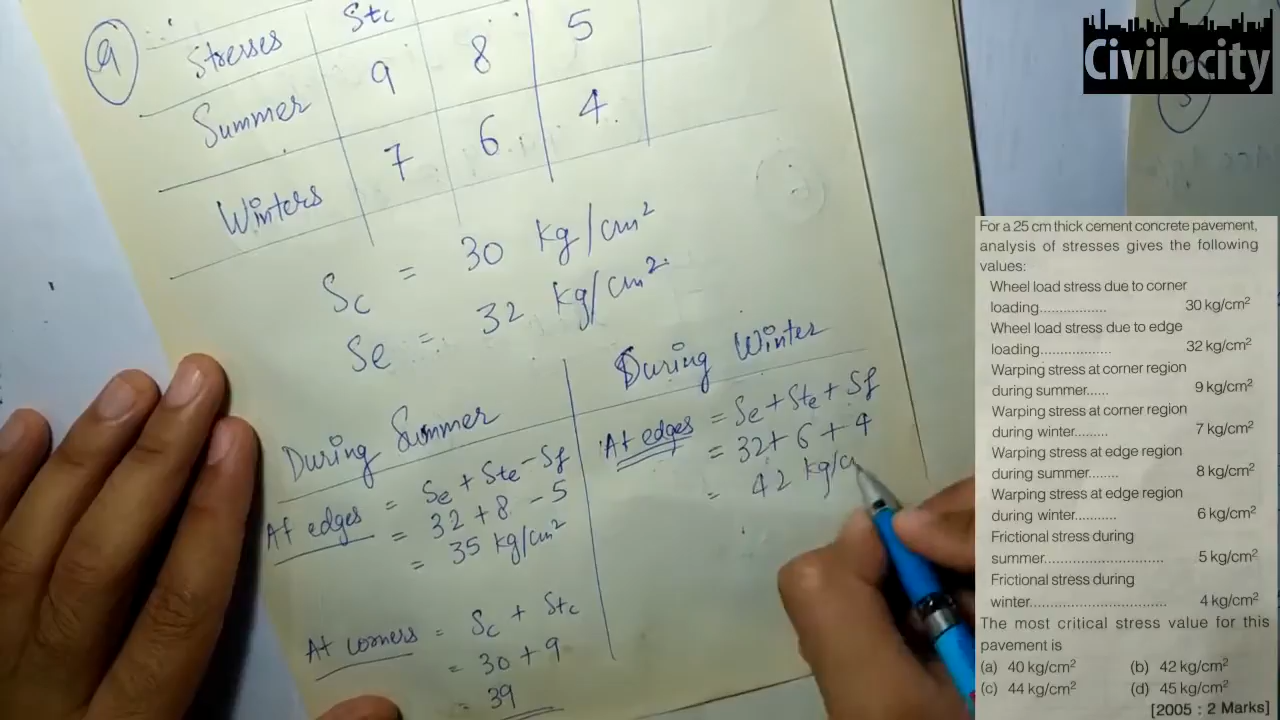 Civilocity
9
Stresses Stc
Summer 9 8 5
Winters 7 6 4
Sc = 30 kg/cm²
Se = 32 kg/cm²
During Summer
At edges = Se + Ste - Sf
= 32 + 8 - 5
= 35 kg/cm²
At corners = Sc + Stc
= 30 + 9
= 39
During Winter
At edges = Se + Ste + Sf
= 32 + 6 + 4
= 42 kg/c
For a 25 cm thick cement concrete pavement,
analysis of stresses gives the following
values:
Wheel load stress due to corner
loading................. 30 kg/cm²
Wheel load stress due to edge
loading.................. 32 kg/cm²
Warping stress at corner region
during summer...... 9 kg/cm²
Warping stress at corner region
during winter......... 7 kg/cm²
Warping stress at edge region
during summer........ 8 kg/cm²
Warping stress at edge region
during winter........... 6 kg/cm²
Frictional stress during
summer............................. 5 kg/cm²
Frictional stress during
winter................................. 4 kg/cm²
The most critical stress value for this
pavement is
(a) 40 kg/cm² (b) 42 kg/cm²
(c) 44 kg/cm² (d) 45 kg/cm²
[2005 : 2 Marks]